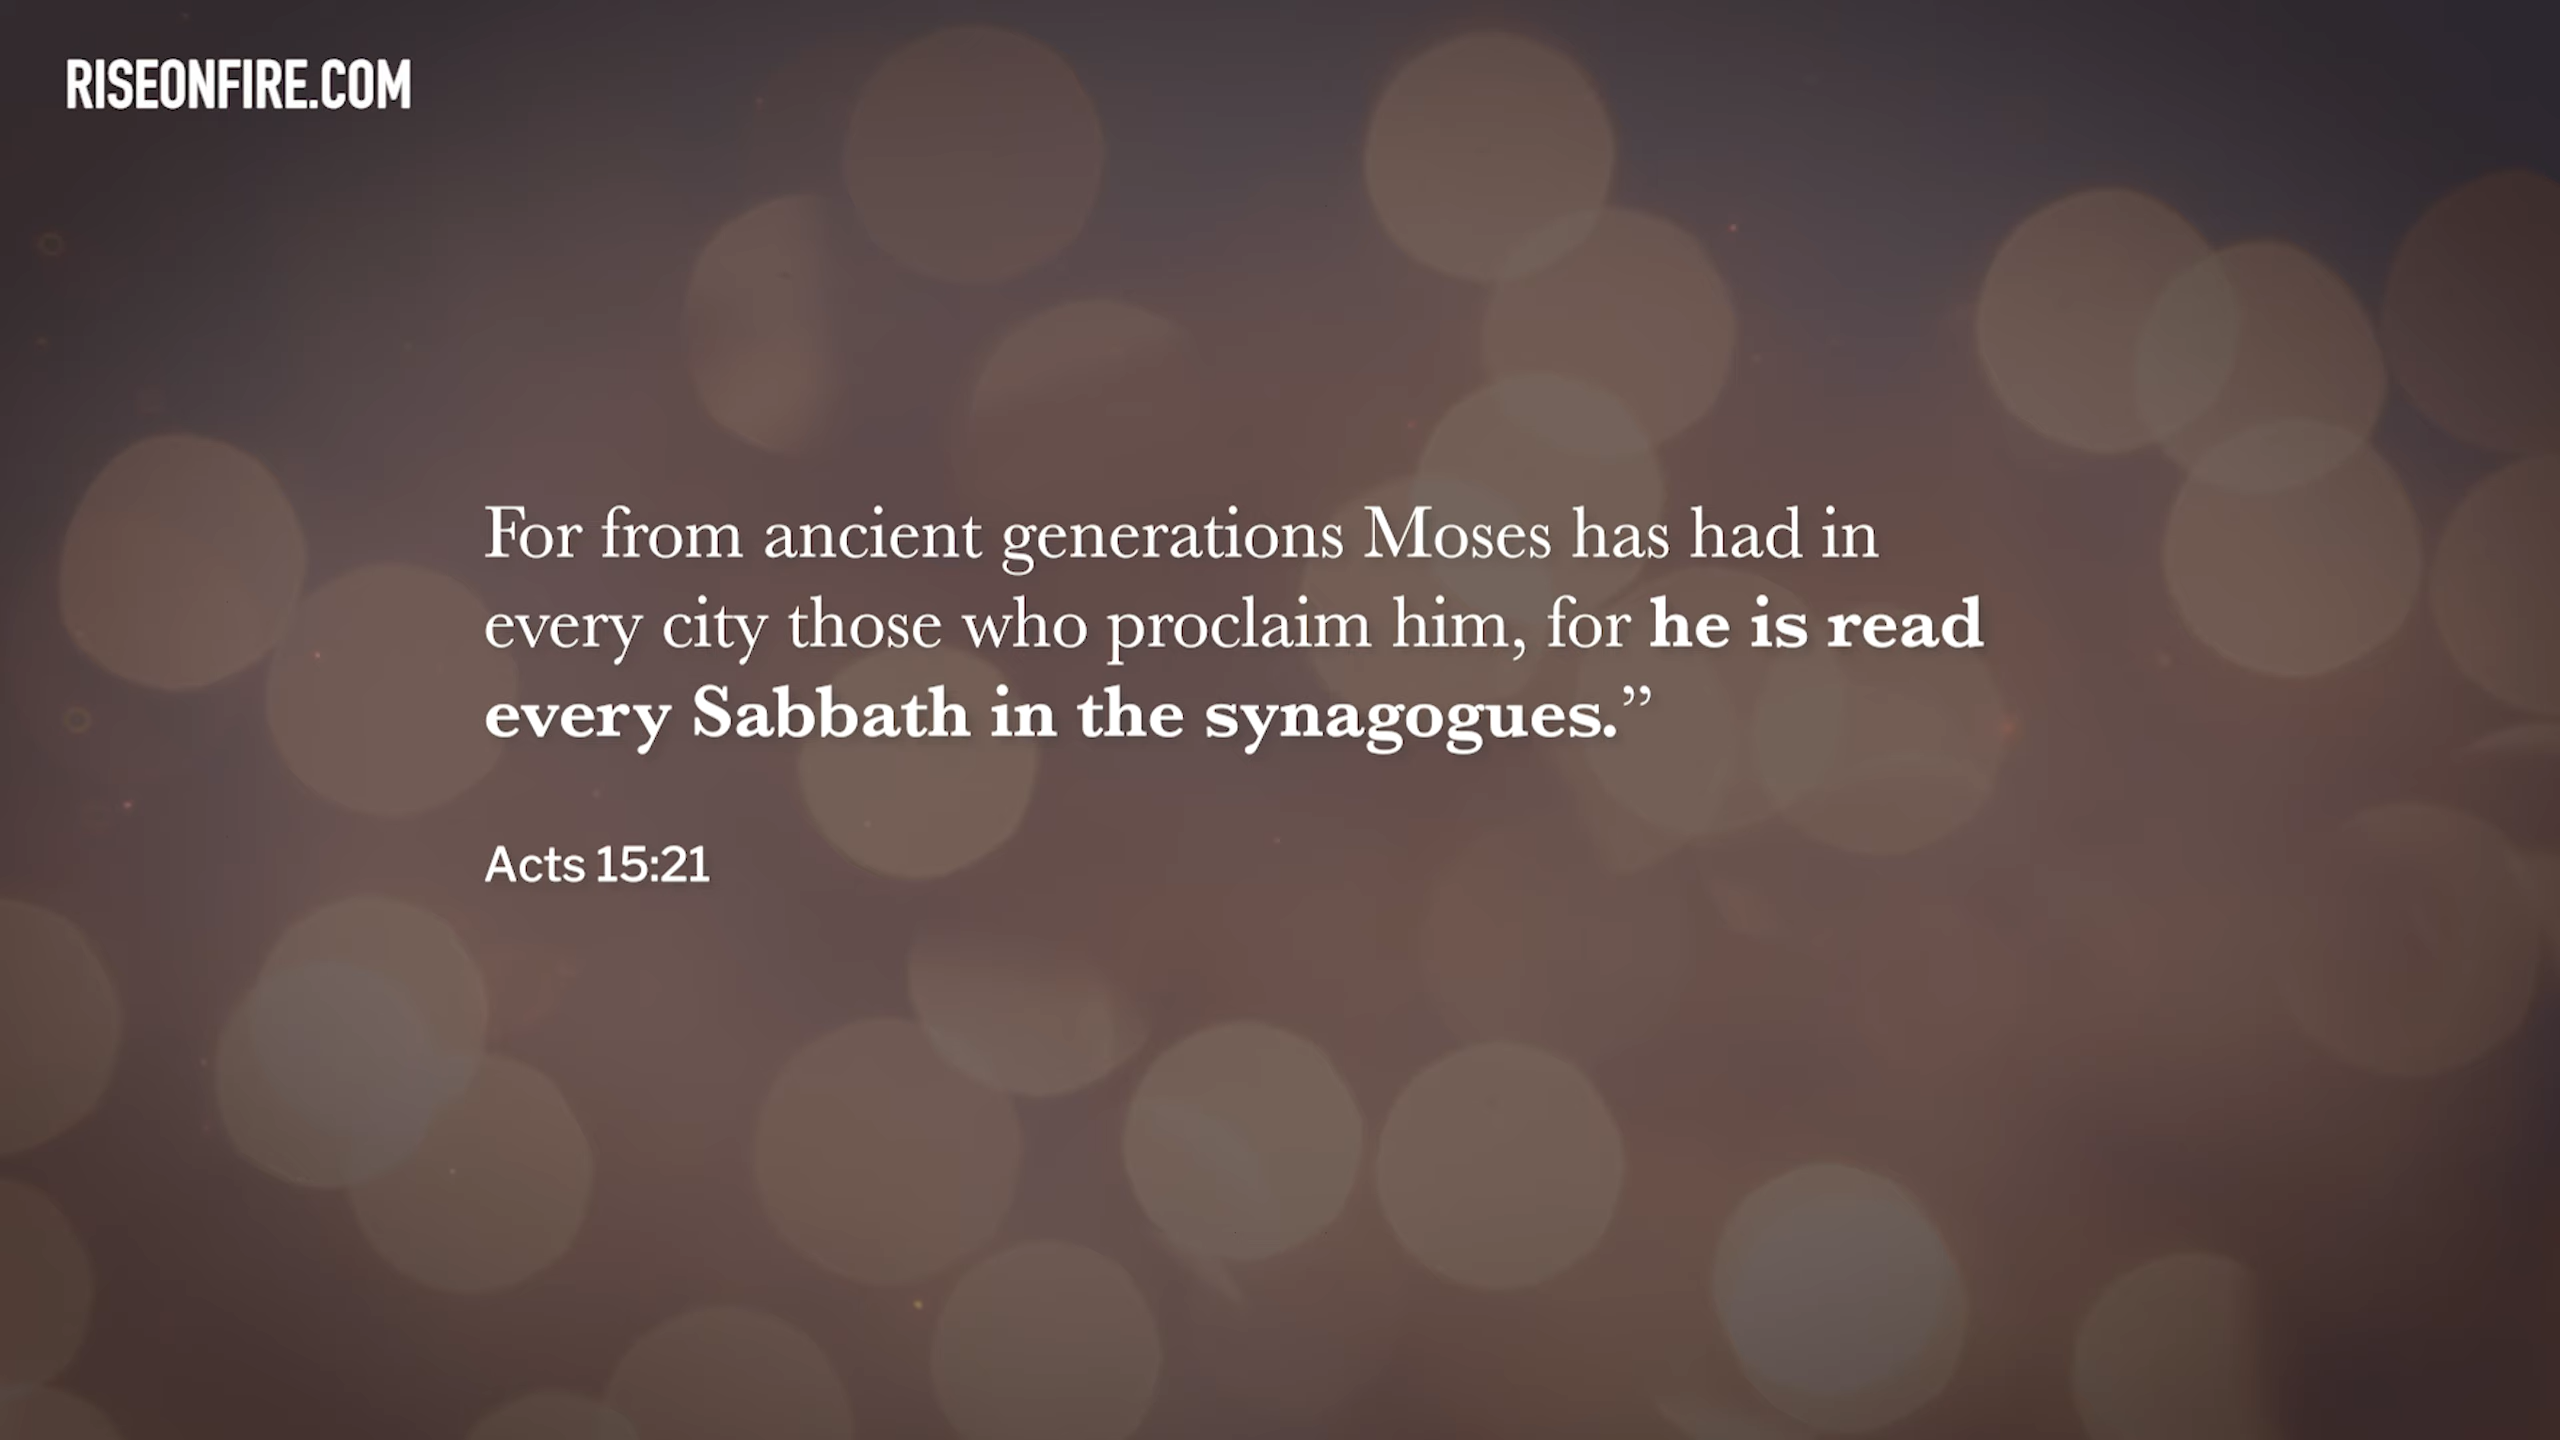 RISEONFIRE.COM
For from ancient generations Moses has had in
every city those who proclaim him, for he is read
every Sabbath in the synagogues.”
Acts 15:21